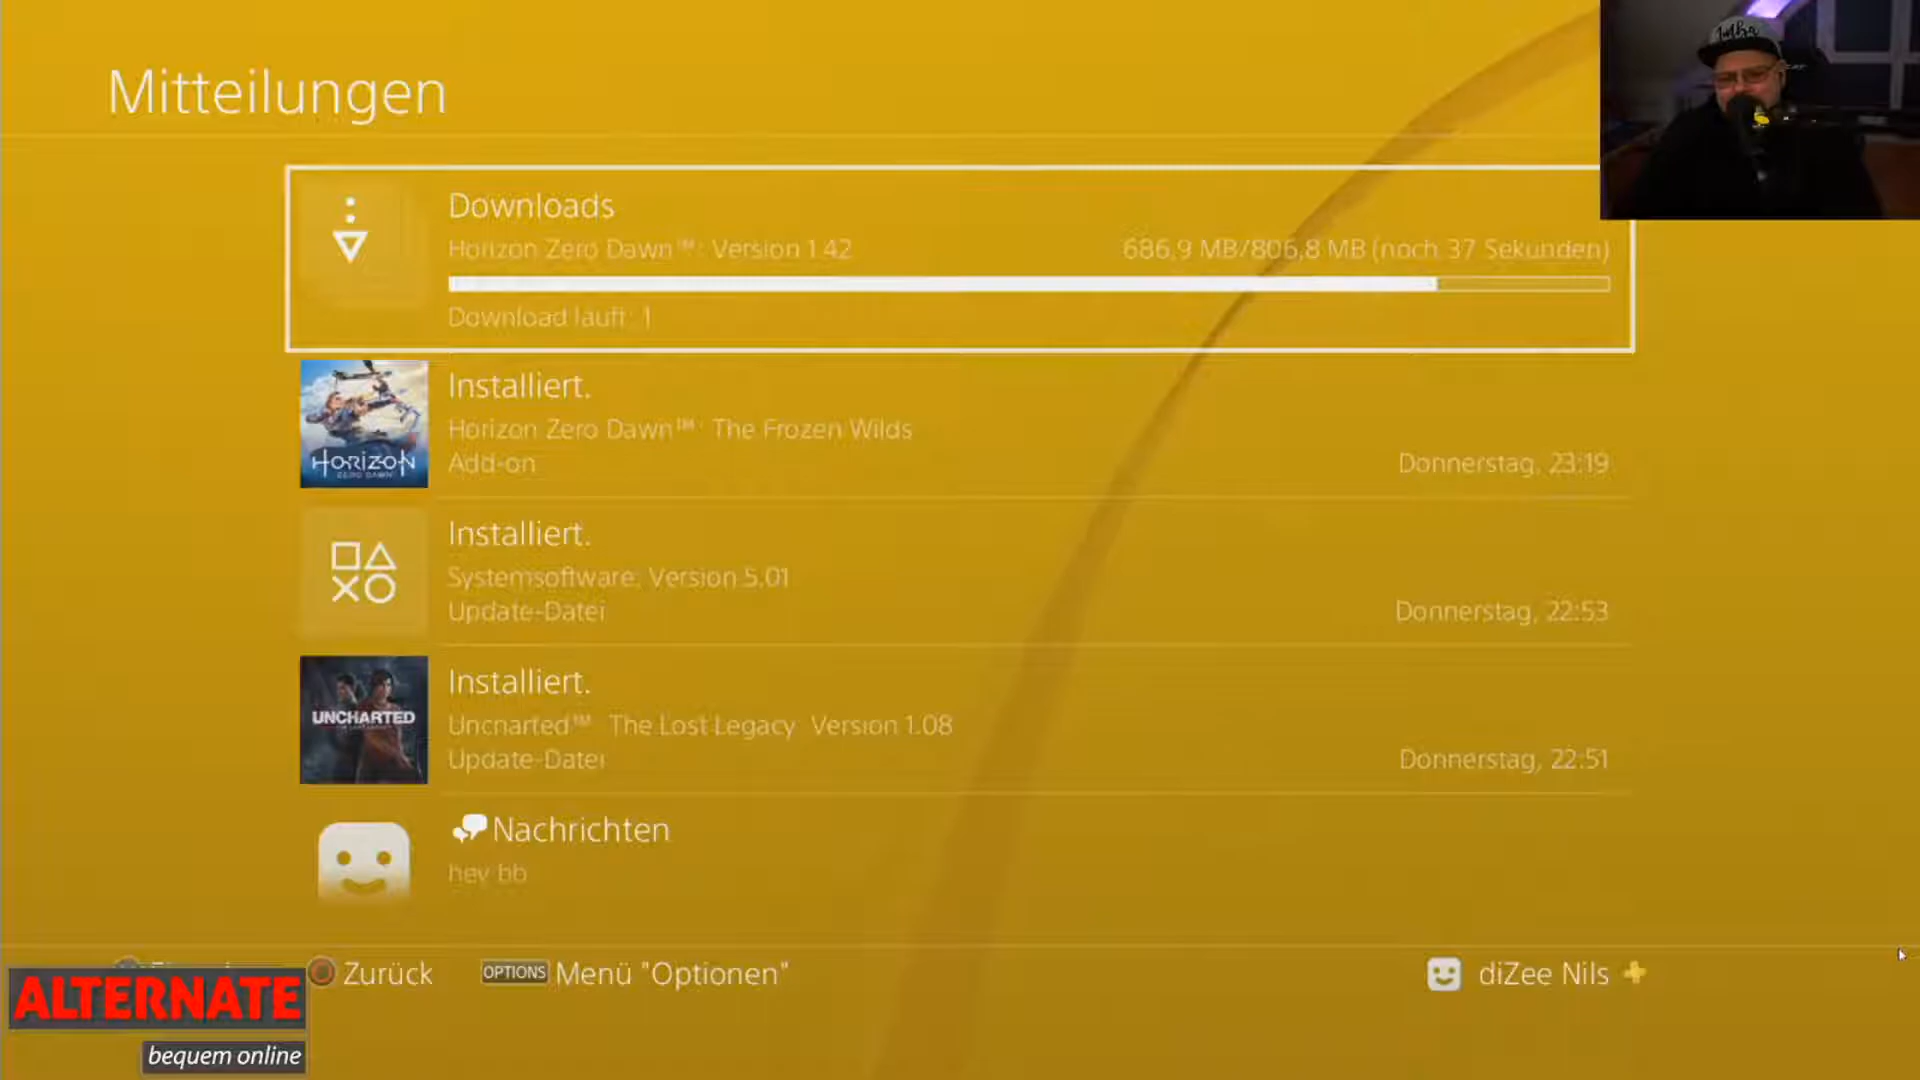 Mitteilungen
Downloads
Horizon Zero Dawn™: Version 1.42
686,9 MB/806,8 MB (noch 37 Sekunden)
Download läuft: 1
Installiert.
Horizon Zero Dawn™: The Frozen Wilds
Add-on
Donnerstag, 23:19
HORIZON
ZERO DAWN
Installiert.
Systemsoftware: Version 5.01
Update-Datei
Donnerstag, 22:53
Installiert.
Uncharted™ The Lost Legacy Version 1.08
Update-Datei
Donnerstag, 22:51
UNCHARTED
Nachrichten
hey bb
Zurück
OPTIONS Menü "Optionen"
diZee Nils
ALTERNATE
bequem online